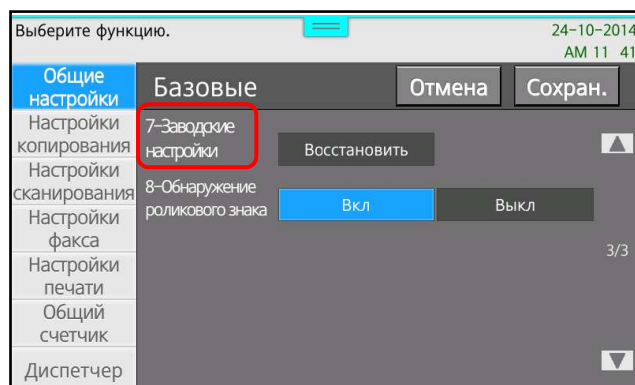 Выберите функцию.
24-10-2014
AM 11 41
Общие
настройки
Базовые
Отмена
Сохран.
Настройки
копирования
7-Заводские
настройки
Восстановить
Настройки
сканирования
8-Обнаружение
роликового знака
Вкл
Выкл
Настройки
факса
3/3
Настройки
печати
Общий
счетчик
Диспетчер